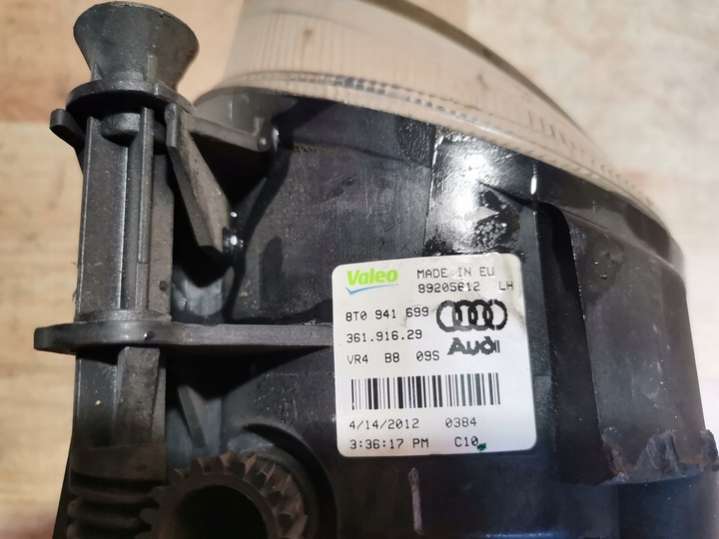 Valeo
MADE IN EU
89205612 LH
8T0 941 699
361.916.29
Audi
VR4 B8 09S
4/14/2012 0384
3:36:17 PM C10